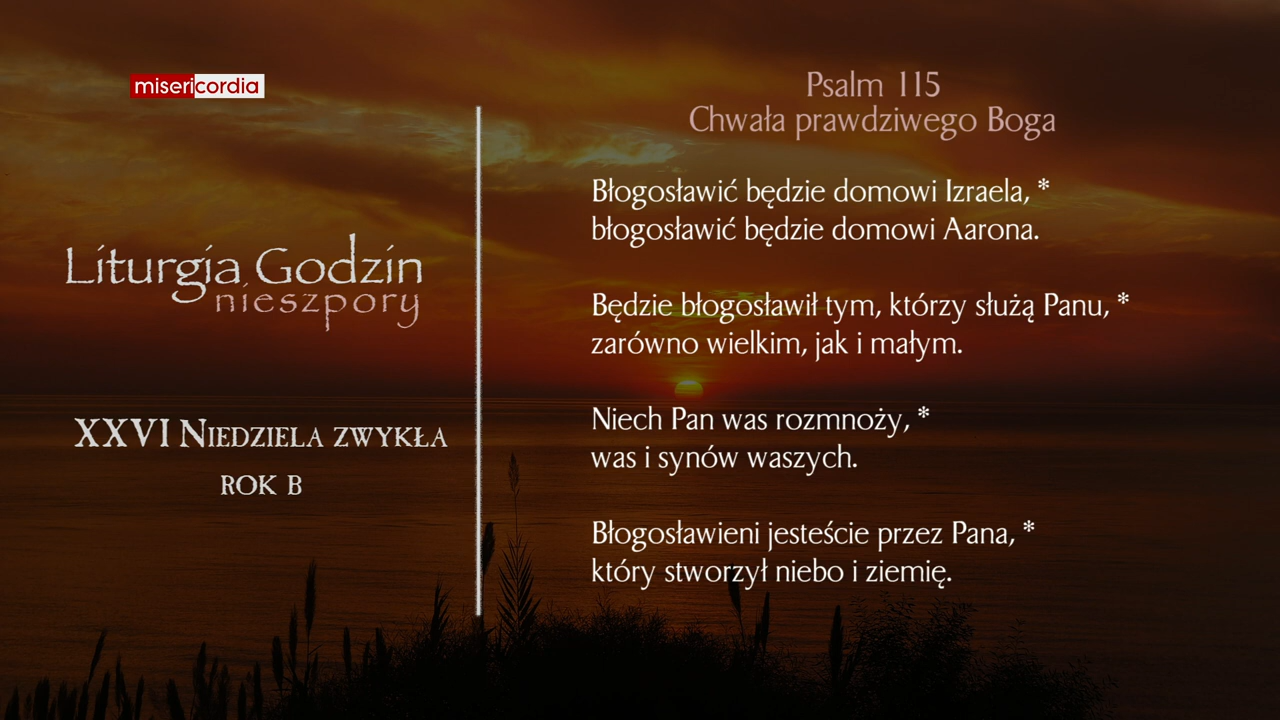 misericordia
Liturgia Godzin
nieszpory
XXVI Niedziela zwykła
rok B
Psalm 115
Chwała prawdziwego Boga
Błogosławić będzie domowi Izraela, *
błogosławić będzie domowi Aarona.
Będzie błogosławił tym, którzy służą Panu, *
zarówno wielkim, jak i małym.
Niech Pan was rozmnoży, *
was i synów waszych.
Błogosławieni jesteście przez Pana, *
który stworzył niebo i ziemię.